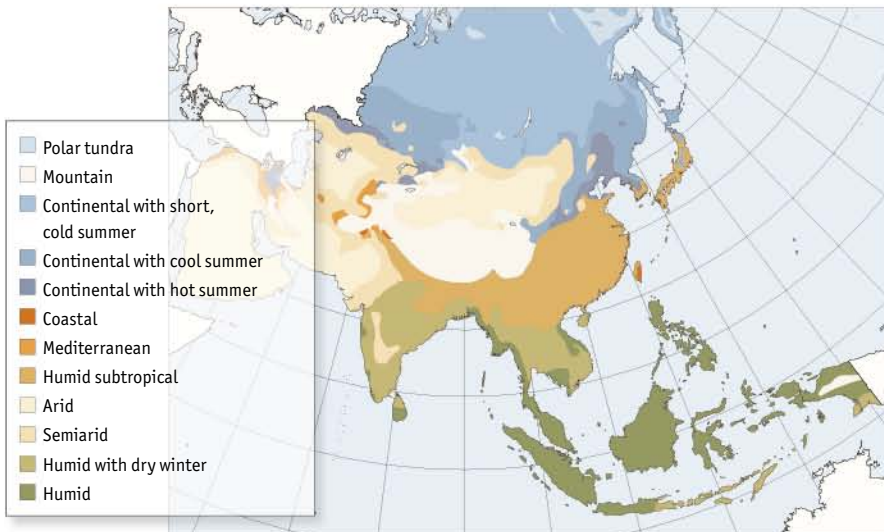 Polar tundra
Mountain
Continental with short,
cold summer
Continental with cool summer
Continental with hot summer
Coastal
Mediterranean
Humid subtropical
Arid
Semiarid
Humid with dry winter
Humid